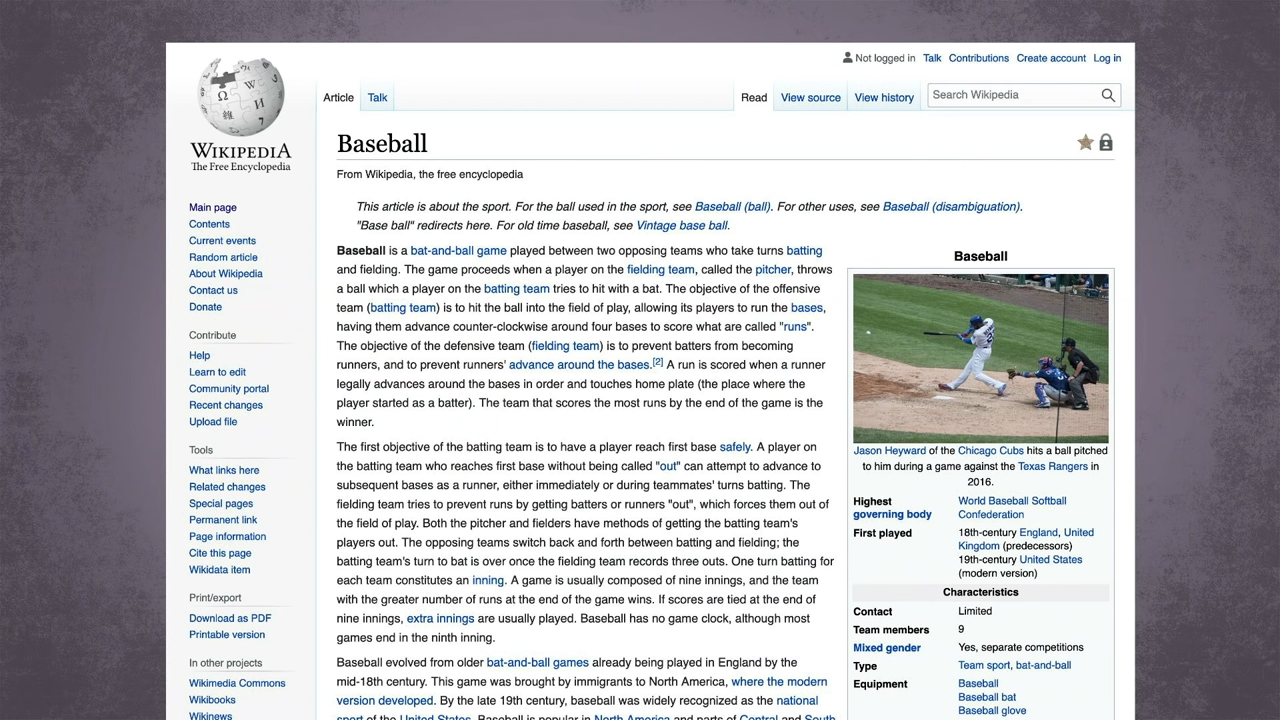 Not logged in Talk Contributions Create account Log in
Article Talk Read View source View history Search Wikipedia
WIKIPEDIA
The Free Encyclopedia
Main page
Contents
Current events
Random article
About Wikipedia
Contact us
Donate
Contribute
Help
Learn to edit
Community portal
Recent changes
Upload file
Tools
What links here
Related changes
Special pages
Permanent link
Page information
Cite this page
Wikidata item
Print/export
Download as PDF
Printable version
In other projects
Wikimedia Commons
Wikibooks
Wikinews
Baseball
From Wikipedia, the free encyclopedia
This article is about the sport. For the ball used in the sport, see Baseball (ball). For other uses, see Baseball (disambiguation).
"Base ball" redirects here. For old time baseball, see Vintage base ball.
Baseball is a bat-and-ball game played between two opposing teams who take turns batting
and fielding. The game proceeds when a player on the fielding team, called the pitcher, throws
a ball which a player on the batting team tries to hit with a bat. The objective of the offensive
team (batting team) is to hit the ball into the field of play, allowing its players to run the bases,
having them advance counter-clockwise around four bases to score what are called "runs".
The objective of the defensive team (fielding team) is to prevent batters from becoming
runners, and to prevent runners' advance around the bases.[2] A run is scored when a runner
legally advances around the bases in order and touches home plate (the place where the
player started as a batter). The team that scores the most runs by the end of the game is the
winner.
The first objective of the batting team is to have a player reach first base safely. A player on
the batting team who reaches first base without being called "out" can attempt to advance to
subsequent bases as a runner, either immediately or during teammates' turns batting. The
fielding team tries to prevent runs by getting batters or runners "out", which forces them out of
the field of play. Both the pitcher and fielders have methods of getting the batting team's
players out. The opposing teams switch back and forth between batting and fielding; the
batting team's turn to bat is over once the fielding team records three outs. One turn batting for
each team constitutes an inning. A game is usually composed of nine innings, and the team
with the greater number of runs at the end of the game wins. If scores are tied at the end of
nine innings, extra innings are usually played. Baseball has no game clock, although most
games end in the ninth inning.
Baseball evolved from older bat-and-ball games already being played in England by the
mid-18th century. This game was brought by immigrants to North America, where the modern
version developed. By the late 19th century, baseball was widely recognized as the national
sport of the United States. Baseball is popular in North America and parts of Central and South
Baseball
Jason Heyward of the Chicago Cubs hits a ball pitched
to him during a game against the Texas Rangers in
2016.
Highest governing body World Baseball Softball Confederation
First played 18th-century England, United
Kingdom (predecessors)
19th-century United States
(modern version)
Characteristics
Contact Limited
Team members 9
Mixed gender Yes, separate competitions
Type Team sport, bat-and-ball
Equipment Baseball
Baseball bat
Baseball glove